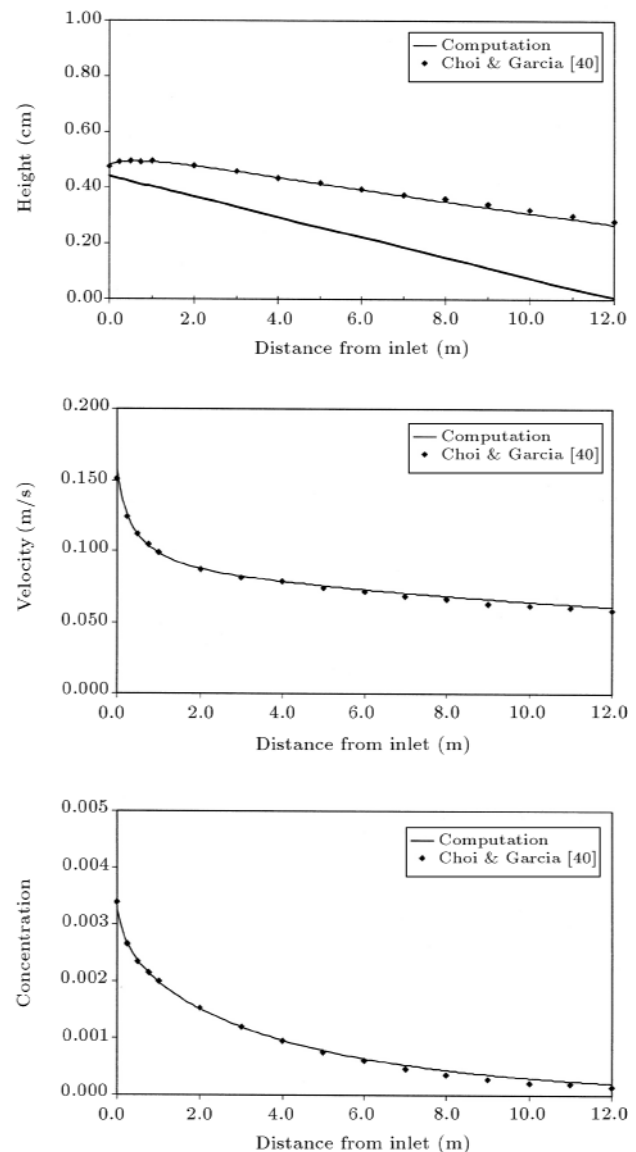 1.00
0.80
0.60
0.40
0.20
0.00
Height (cm)
Computation
Choi & Garcia [40]
0.0 2.0 4.0 6.0 8.0 10.0 12.0
Distance from inlet (m)
0.200
0.150
0.100
0.050
0.000
Velocity (m/s)
Computation
Choi & Garcia [40]
0.0 2.0 4.0 6.0 8.0 10.0 12.0
Distance from inlet (m)
0.005
0.004
0.003
0.002
0.001
0.000
Concentration
Computation
Choi & Garcia [40]
0.0 2.0 4.0 6.0 8.0 10.0 12.0
Distance from inlet (m)